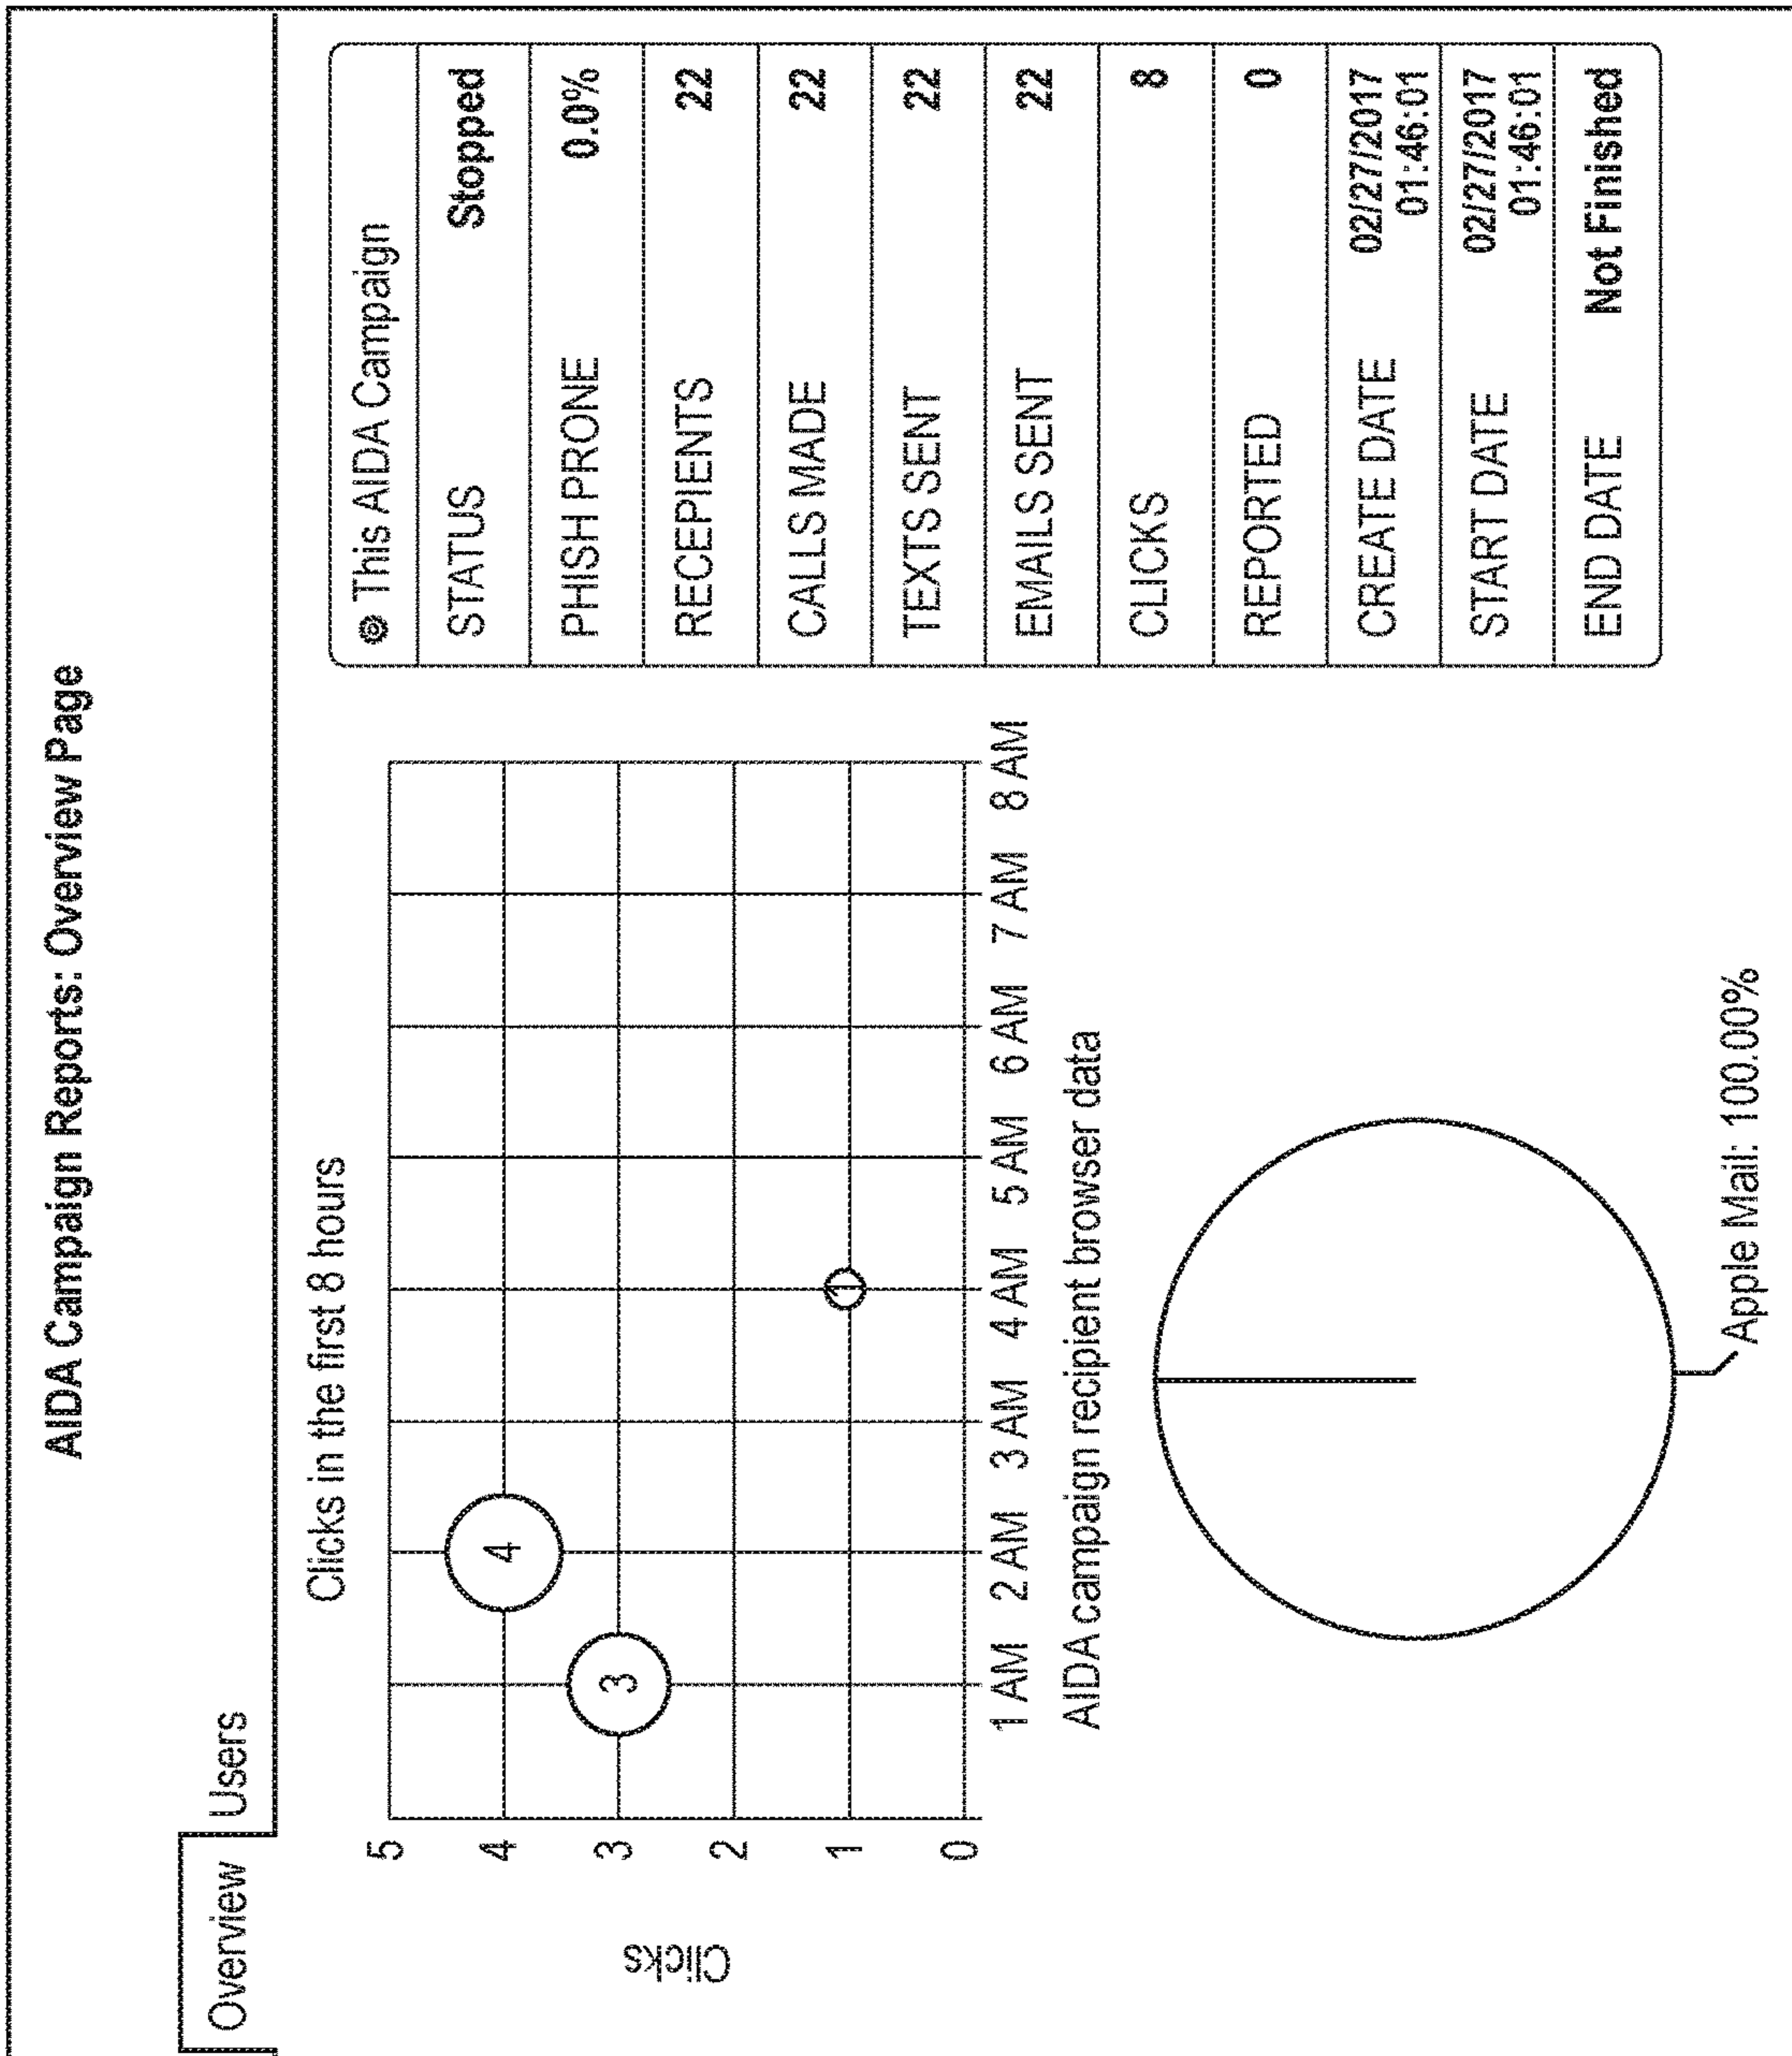 AIDA Campaign Reports: Overview Page
Overview Users
Clicks in the first 8 hours
Clicks
5
4
3
2
1
0
4
3
1
1 AM 2 AM 3 AM 4 AM 5 AM 6 AM 7 AM 8 AM
AIDA campaign recipient browser data
Apple Mail: 100.00%
This AIDA Campaign
STATUS Stopped
PHISH PRONE 0.0%
RECEPIENTS 22
CALLS MADE 22
TEXTS SENT 22
EMAILS SENT 22
CLICKS 8
REPORTED 0
CREATE DATE 02/27/2017
01:46:01
START DATE 02/27/2017
01:46:01
END DATE Not Finished